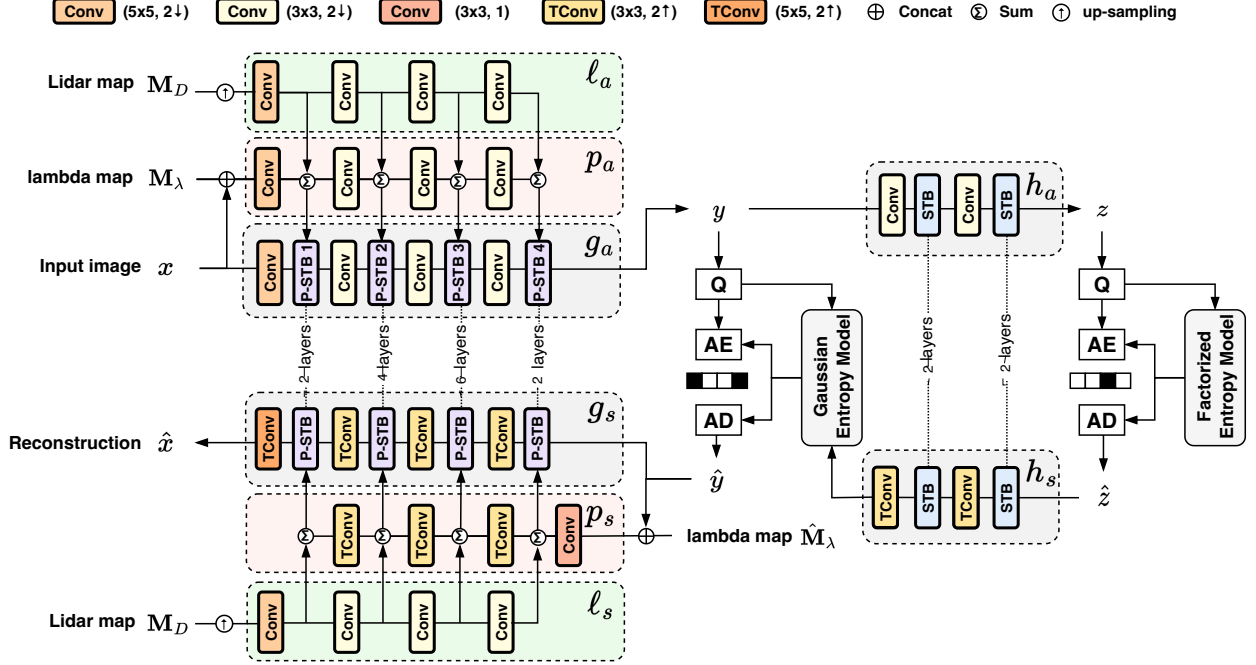 Conv (5x5, 2↓) Conv (3x3, 2↓) Conv (3x3, 1) TConv (3x3, 2↑) TConv (5x5, 2↑) ⊕ Concat Σ Sum ↑ up-sampling
Lidar map M_D ↑ Conv Conv Conv Conv ℓ_a
lambda map M_λ Conv Σ Conv Σ Conv Σ Conv Σ p_a
Input image x Conv P-STB 1 Conv P-STB 2 Conv P-STB 3 Conv P-STB 4 g_a
y
Conv STB Conv STB h_a
z
2 layers 4 layers 6 layers 2 layers
Q
AE
AD
ŷ
Gaussian
Entropy Model
2 layers 2 layers
Q
AE
AD
ẑ
Factorized
Entropy Model
Reconstruction x̂ TConv P-STB TConv P-STB TConv P-STB TConv P-STB g_s
TConv STB TConv STB h_s
Σ TConv Σ TConv Σ TConv Σ Conv p_s
lambda map M̂_λ
Lidar map M_D ↑ Conv Conv Conv Conv ℓ_s